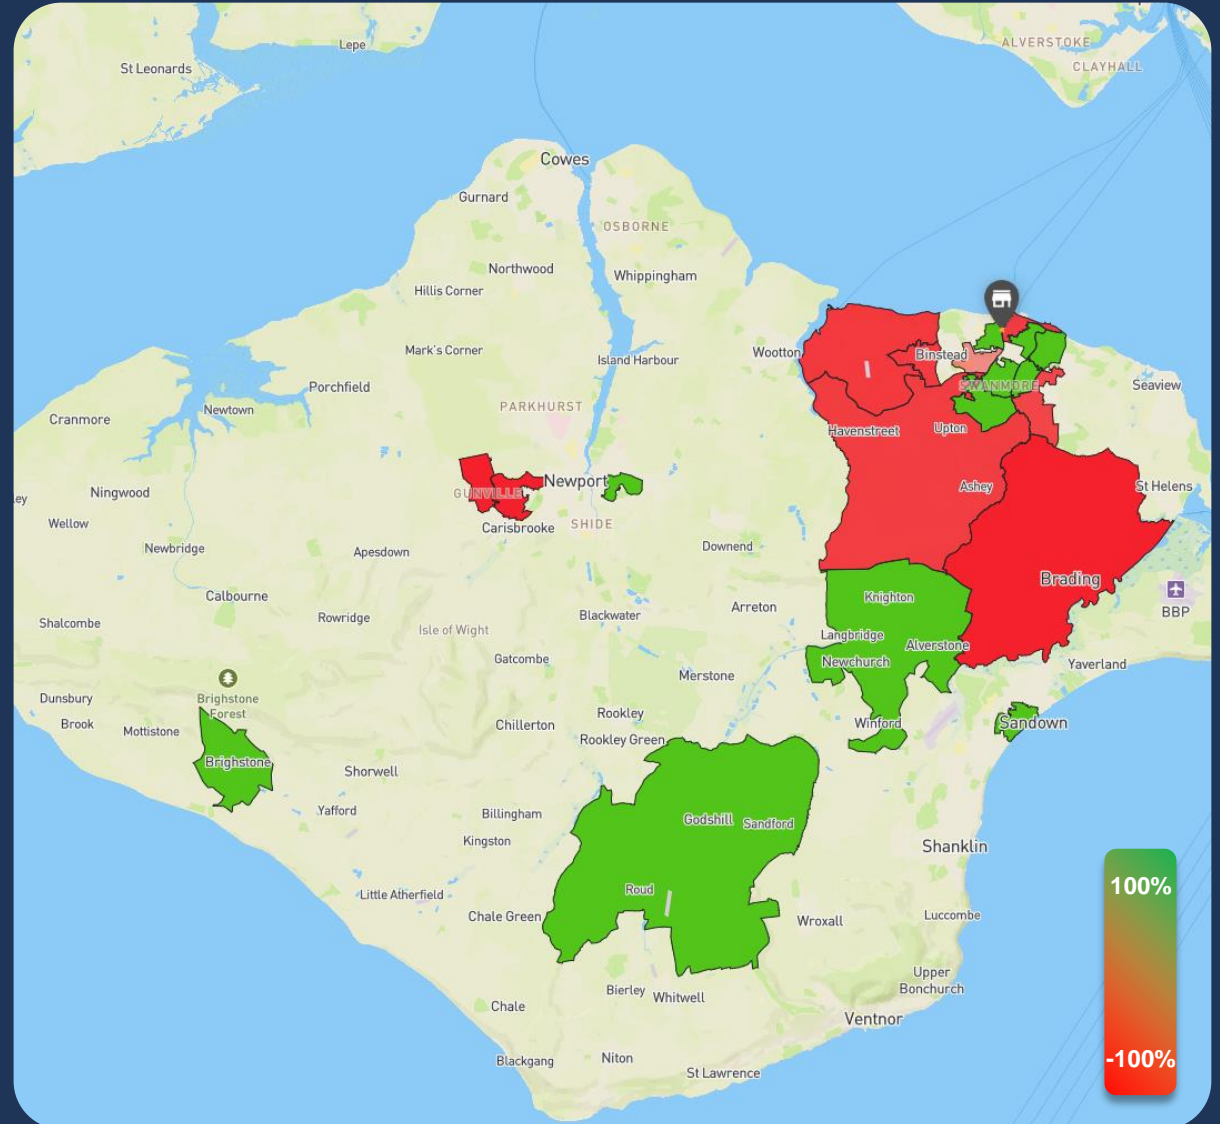 Lepe
ALVERSTOKE
St Leonards
CLAYHALL
Cowes
Gurnard
OSBORNE
Northwood
Whippingham
Hillis Corner
Mark's Corner
Wootton
Binstead
Island Harbour
Porchfield
SWANMORE
Seaview
Newtown
PARKHURST
Cranmore
Havenstreet
Upton
Newport
Ashey
St Helens
ley
Ningwood
GUNVILLE
Wellow
Carisbrooke
SHIDE
Newbridge
Apesdown
Downend
Brading
Calbourne
Knighton
Arreton
BBP
Rowridge
Blackwater
Shalcombe
Isle of Wight
Langbridge
Alverstone
Gatcombe
Newchurch
Yaverland
Merstone
Dunsbury
Brighstone
Forest
Rookley
Brook
Mottistone
Chillerton
Winford
Sandown
Rookley Green
Brighstone
Shorwell
Yafford
Billingham
Godshill
Sandford
Kingston
Shanklin
100%
Roud
Little Atherfield
Chale Green
Wroxall
Luccombe
Upper
Bonchurch
Bierley
Whitwell
Chale
Ventnor
Blackgang
Niton
-100%
St Lawrence